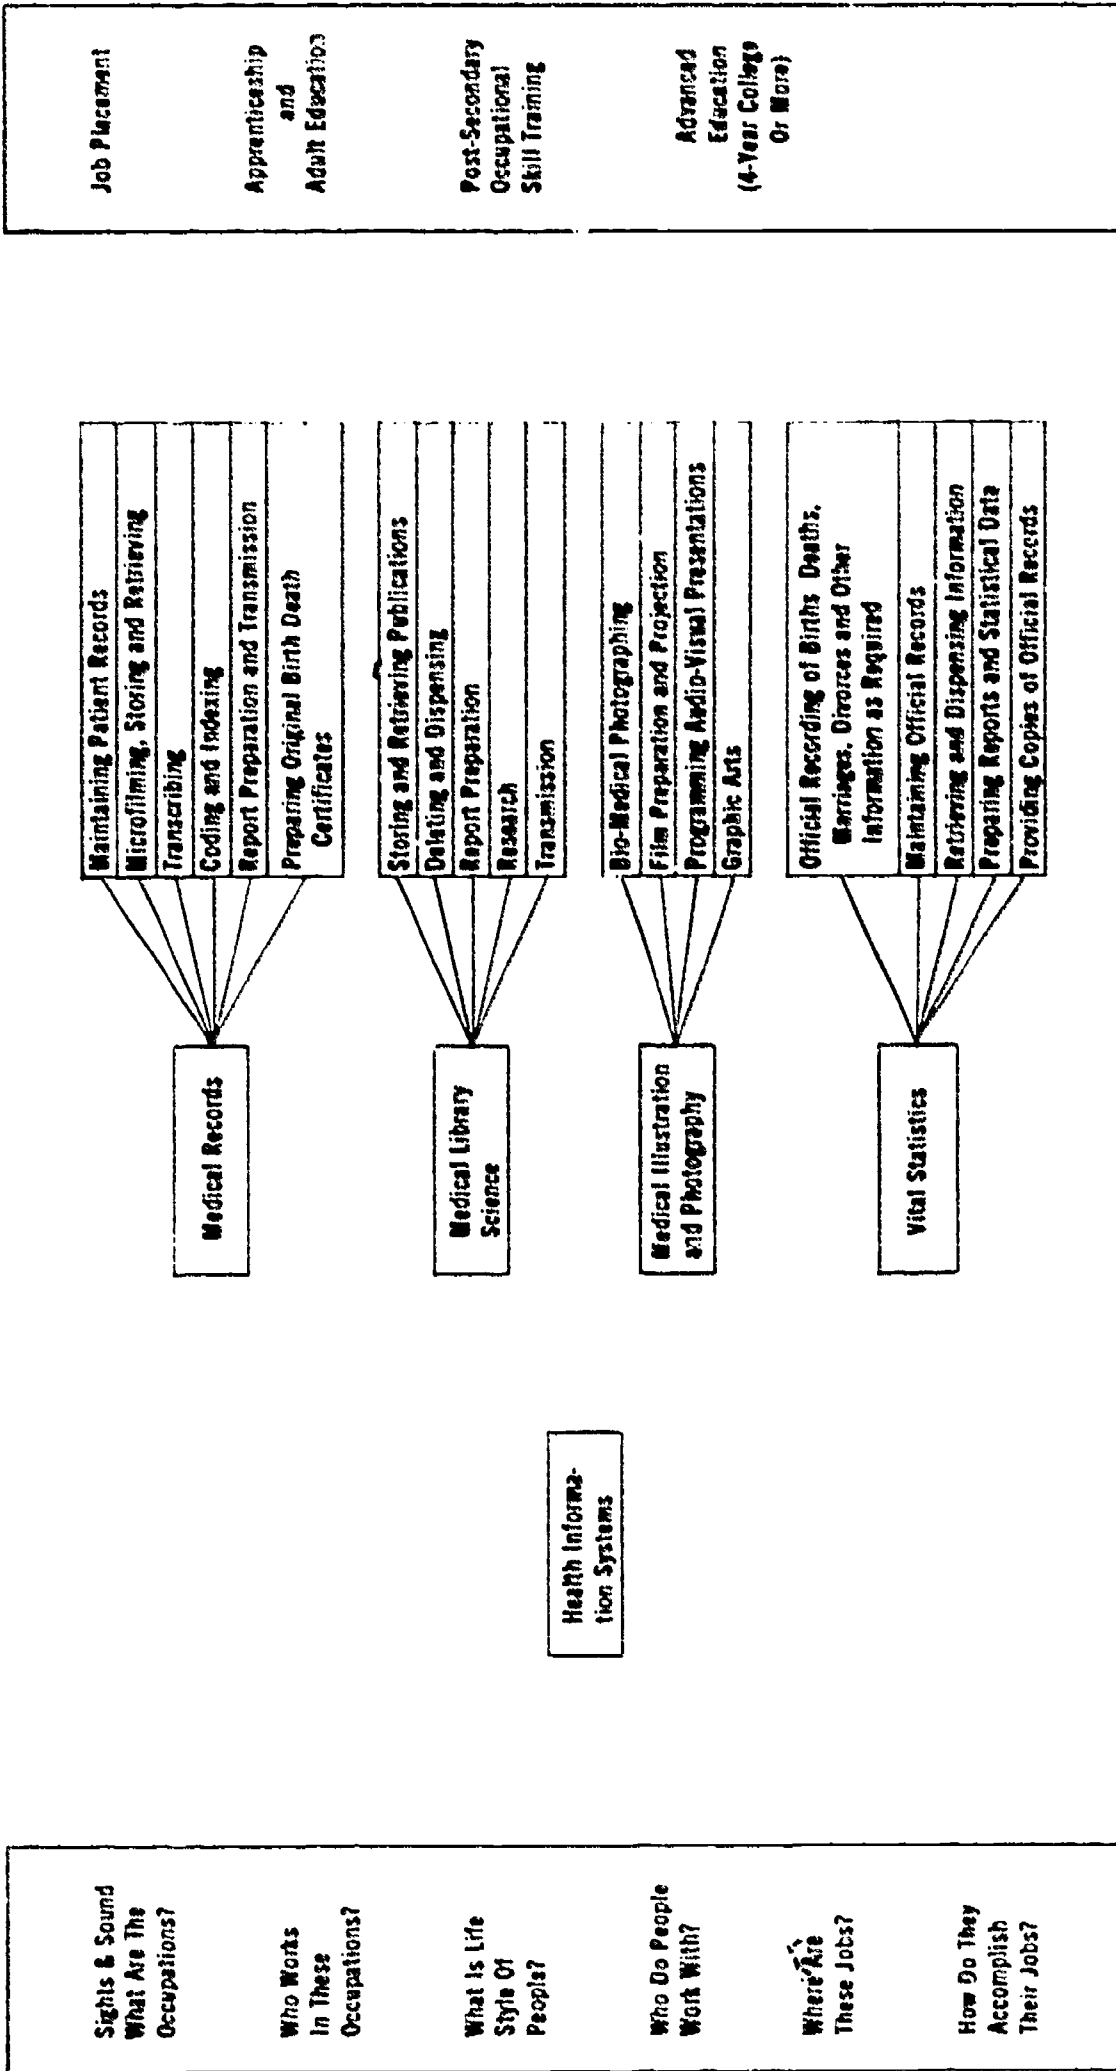 Sights & Sound
What Are The
Occupations?
Who Works
In These
Occupations?
What Is Life
Style Of
People?
Who Do People
Work With?
Where Are
These Jobs?
How Do They
Accomplish
Their Jobs?
Health Informa-
tion Systems
Medical Records
Maintaining Patient Records
Microfilming, Storing and Retrieving
Transcribing
Coding and Indexing
Report Preparation and Transmission
Preparing Original Birth Death
Certificates
Medical Library
Science
Storing and Retrieving Publications
Deleting and Dispensing
Report Preparation
Research
Transmission
Medical Illustration
and Photography
Bio-Medical Photographing
Film Preparation and Projection
Programming Audio-Visual Presentations
Graphic Arts
Vital Statistics
Official Recording of Births Deaths,
Marriages, Divorces and Other
Information as Required
Maintaining Official Records
Retrieving and Dispensing Information
Preparing Reports and Statistical Data
Providing Copies of Official Records
Job Placement
Apprenticeship
and
Adult Education
Post-Secondary
Occupational
Skill Training
Advanced
Education
(4-Year College
Or More)